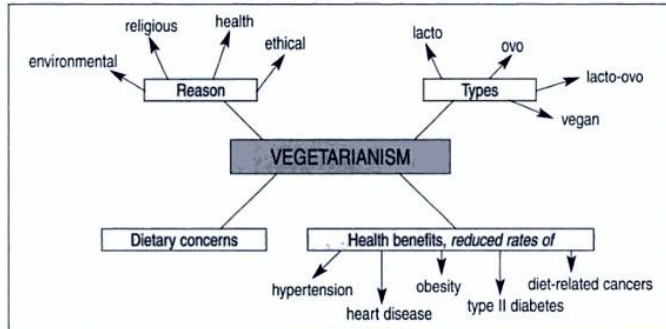 religious
health
ethical
environmental
Reason
lacto
ovo
lacto-ovo
Types
vegan
VEGETARIANISM
Dietary concerns
Health benefits, reduced rates of
hypertension
heart disease
obesity
type II diabetes
diet-related cancers